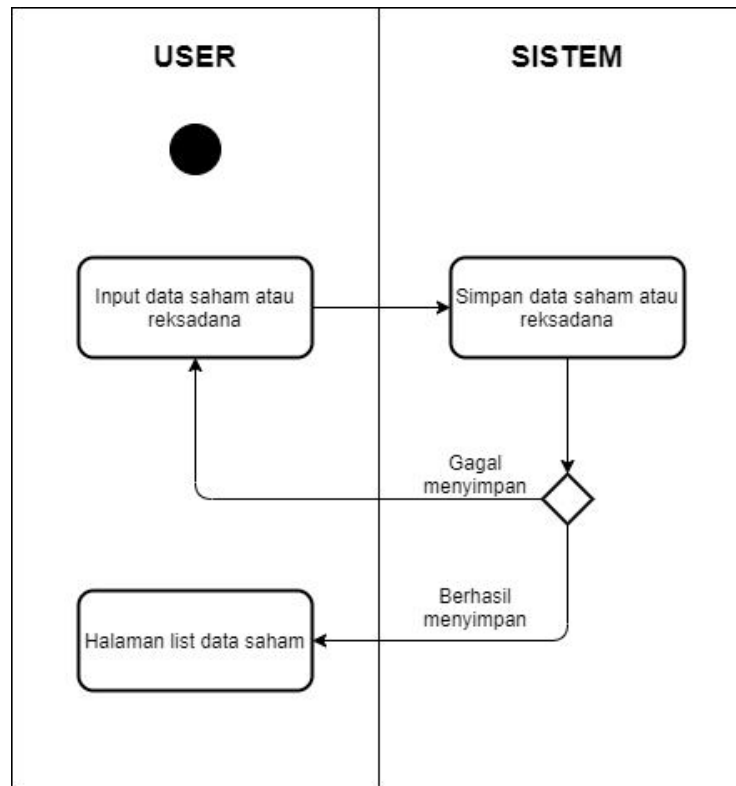 USER
SISTEM
Input data saham atau
reksadana
Simpan data saham atau
reksadana
Gagal
menyimpan
Berhasil
menyimpan
Halaman list data saham